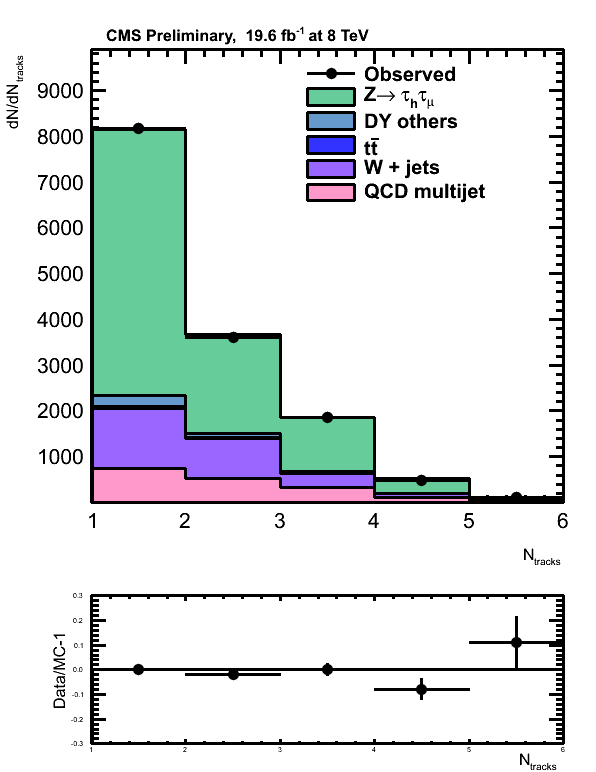 CMS Preliminary, 19.6 fb⁻¹ at 8 TeV
dN/dN_tracks
9000
8000
7000
6000
5000
4000
3000
2000
1000
Observed
Z→ τ_h τ_μ
DY others
tt̄
W + jets
QCD multijet
1 2 3 4 5 6
N_tracks
Data/MC-1
0.3
0.2
0.1
0.0
-0.1
-0.2
-0.3
1 2 3 4 5 6
N_tracks